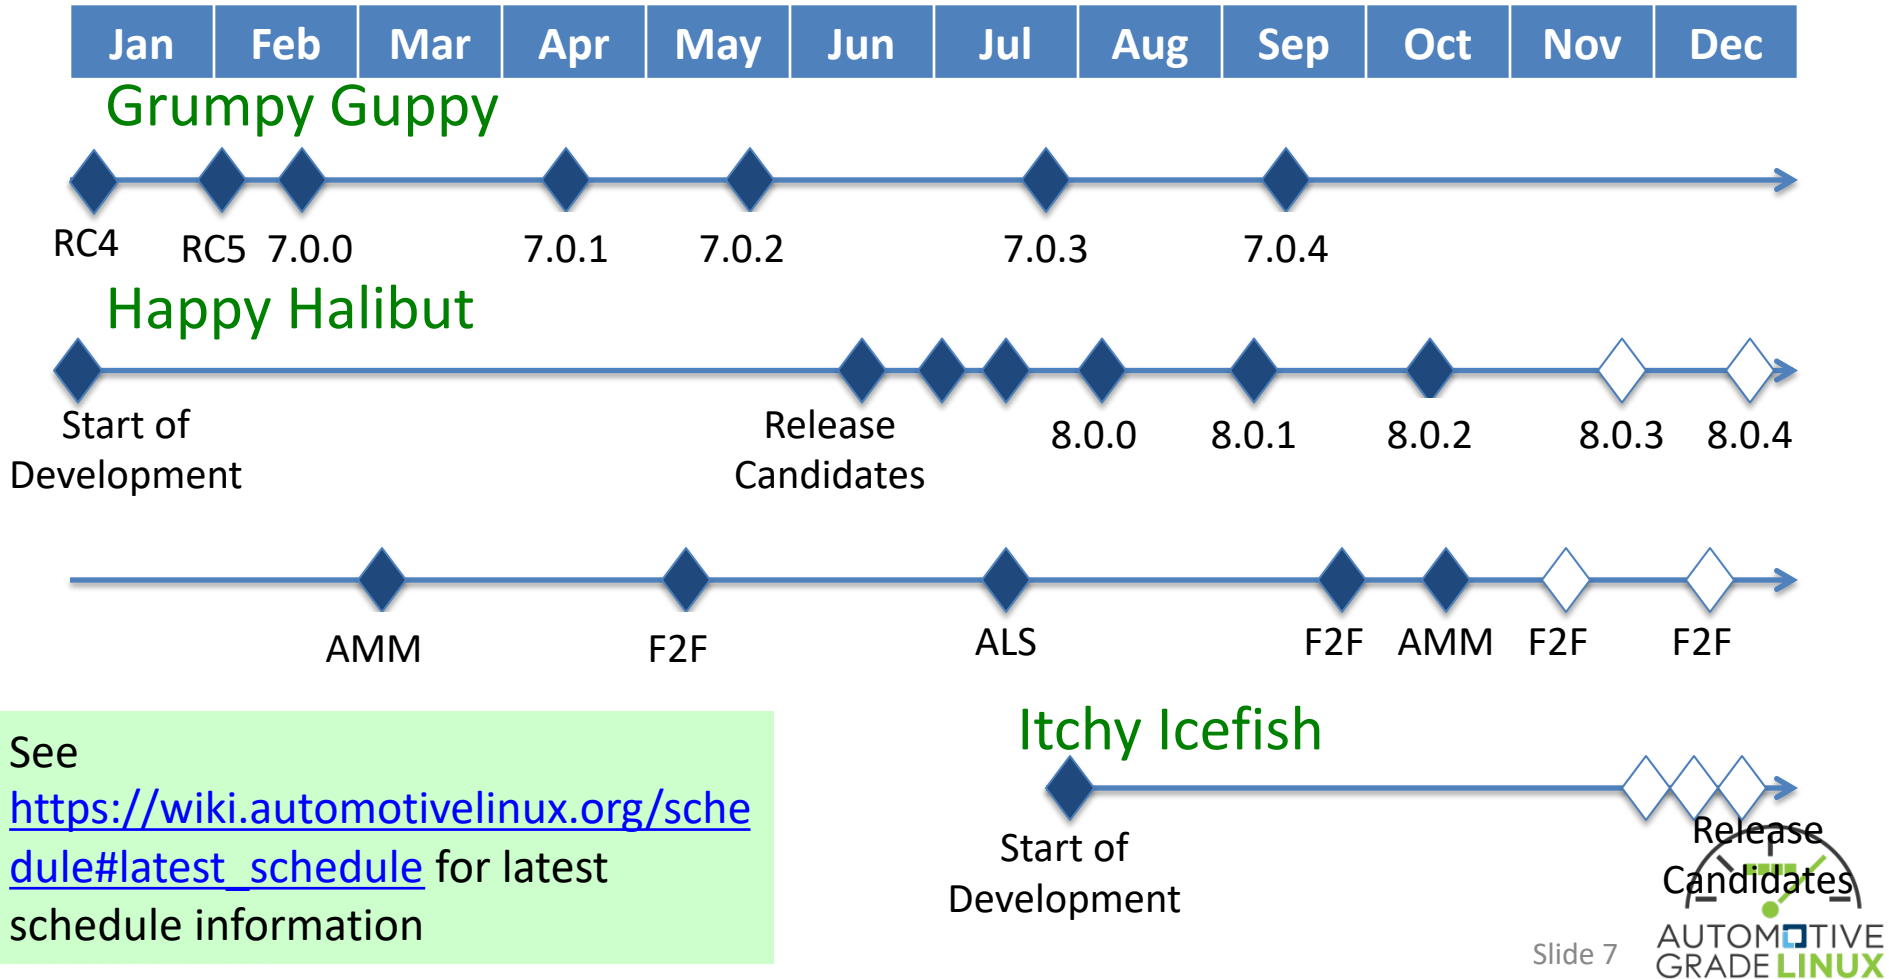 Jan Feb Mar Apr May Jun Jul Aug Sep Oct Nov Dec
Grumpy Guppy
RC4 RC5 7.0.0 7.0.1 7.0.2 7.0.3 7.0.4
Happy Halibut
Start of
Development
Release
Candidates
8.0.0 8.0.1 8.0.2 8.0.3 8.0.4
AMM F2F ALS F2F AMM F2F F2F
See
https://wiki.automotivelinux.org/sche
dule#latest_schedule for latest
schedule information
Itchy Icefish
Start of
Development
Release
Candidates
Slide 7
AUTOMOTIVE
GRADE LINUX